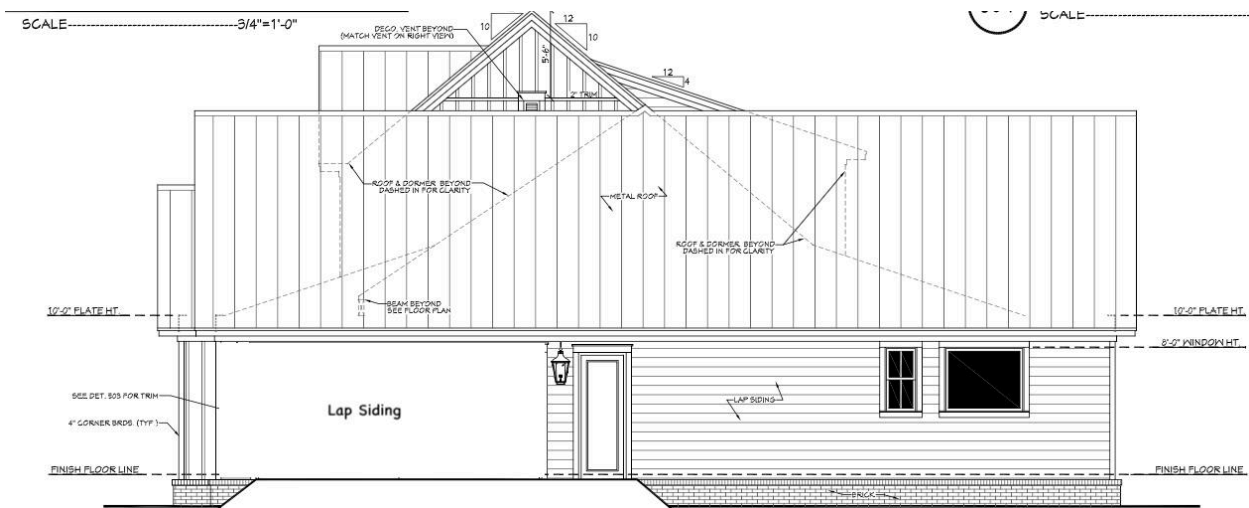 SCALE-----------------------------------3/4"=1'-0"
SCALE-----------------------------------
10
12
10
DECO. VENT BEYOND
(MATCH VENT ON RIGHT VIEW)
5'-6"
12
4
2" TRIM
ROOF & DORMER BEYOND
DASHED IN FOR CLARITY
METAL ROOF
ROOF & DORMER BEYOND
DASHED IN FOR CLARITY
BEAM BEYOND
SEE FLOOR PLAN
10'-0" PLATE HT.
10'-0" PLATE HT.
8'-0" WINDOW HT.
SEE DET. 503 FOR TRIM
Lap Siding
LAP SIDING
4" CORNER BRDS. (TYP.)
FINISH FLOOR LINE
FINISH FLOOR LINE
BRICK